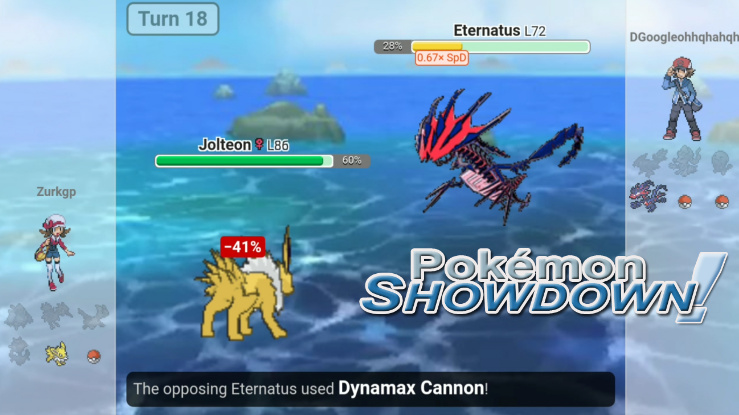 Turn 18
Eternatus L72
28%
0.67× SpD
DGoogleohhqhahqh
Jolteon L86
60%
Zurkgp
−41%
Pokémon
SHOWDOWN!
The opposing Eternatus used Dynamax Cannon!